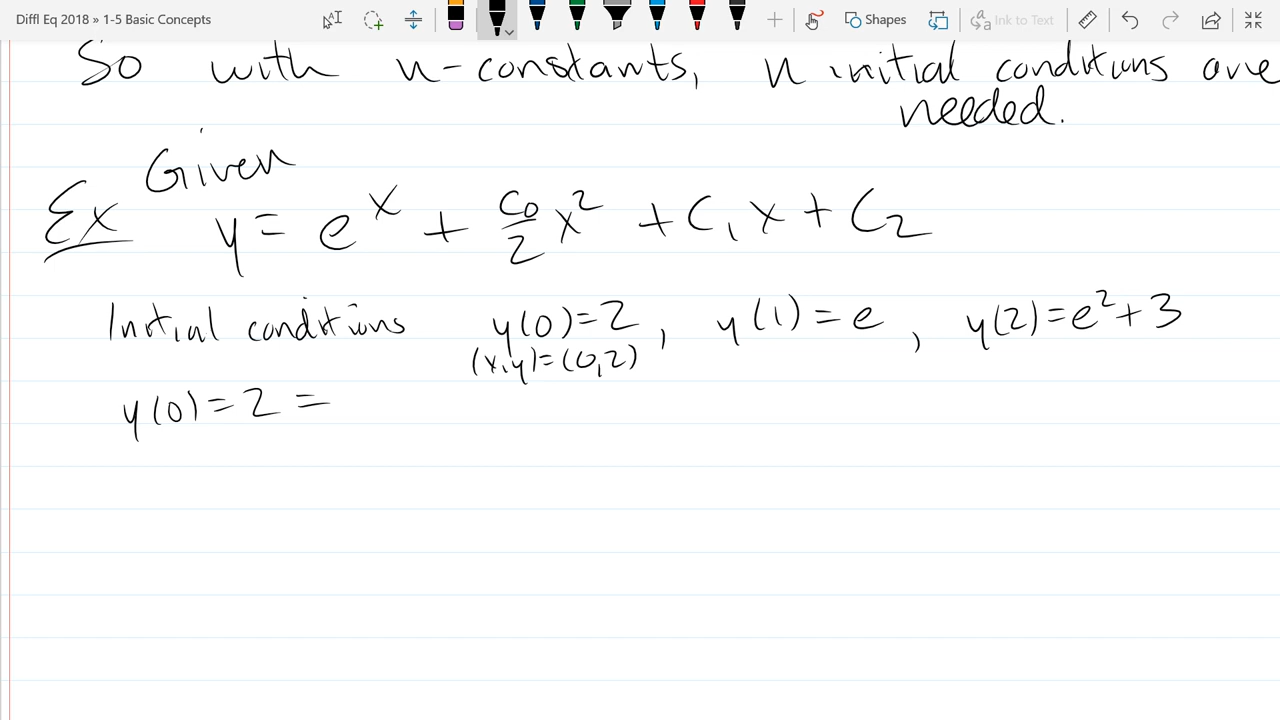 Diffl Eq 2018 » 1-5 Basic Concepts Shapes Ink to Text
So with n-constants, n initial conditions are
needed.
Given
Ex y = e^x + C0/2 x^2 + C1 x + C2
Initial conditions y(0)=2, y(1)=e, y(2)=e^2+3
(x,y)=(0,2)
y(0)=2=